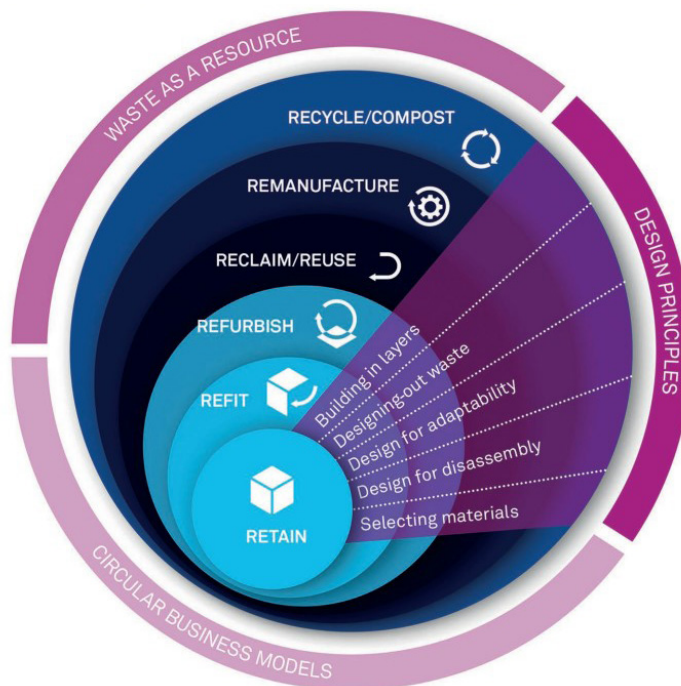 WASTE AS A RESOURCE
DESIGN PRINCIPLES
CIRCULAR BUSINESS MODELS
RECYCLE/COMPOST
REMANUFACTURE
RECLAIM/REUSE
REFURBISH
REFIT
RETAIN
Building in layers
Designing-out waste
Design for adaptability
Design for disassembly
Selecting materials